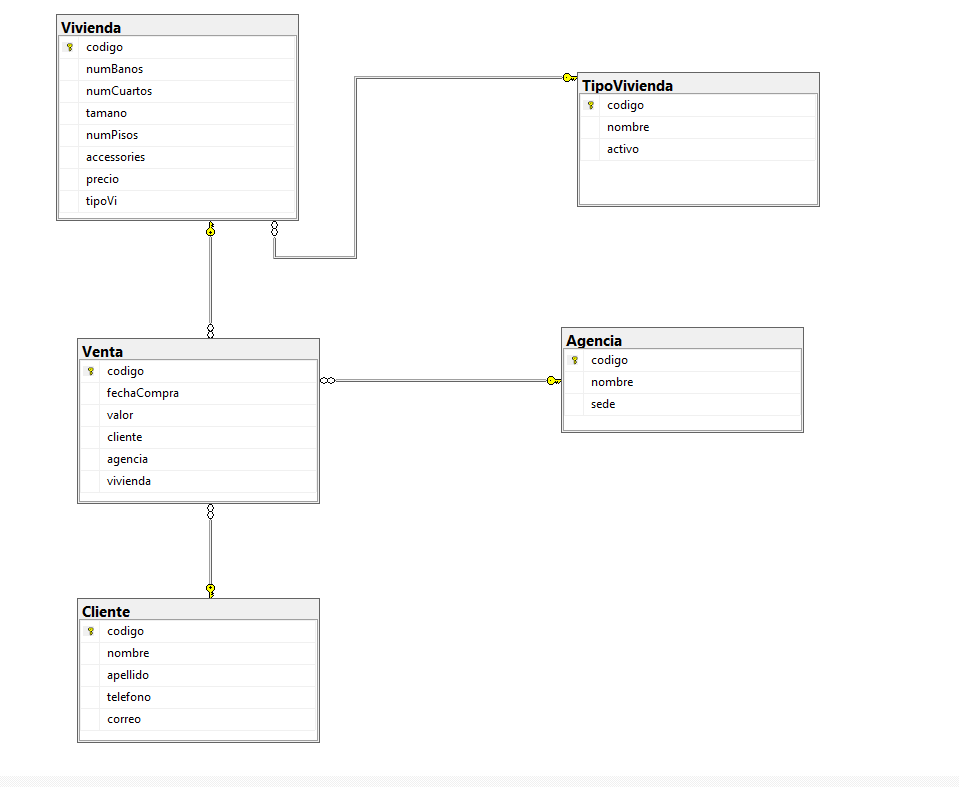 Vivienda
codigo
numBanos
numCuartos
tamano
numPisos
accessories
precio
tipoVi
TipoVivienda
codigo
nombre
activo
Venta
codigo
fechaCompra
valor
cliente
agencia
vivienda
Agencia
codigo
nombre
sede
Cliente
codigo
nombre
apellido
telefono
correo